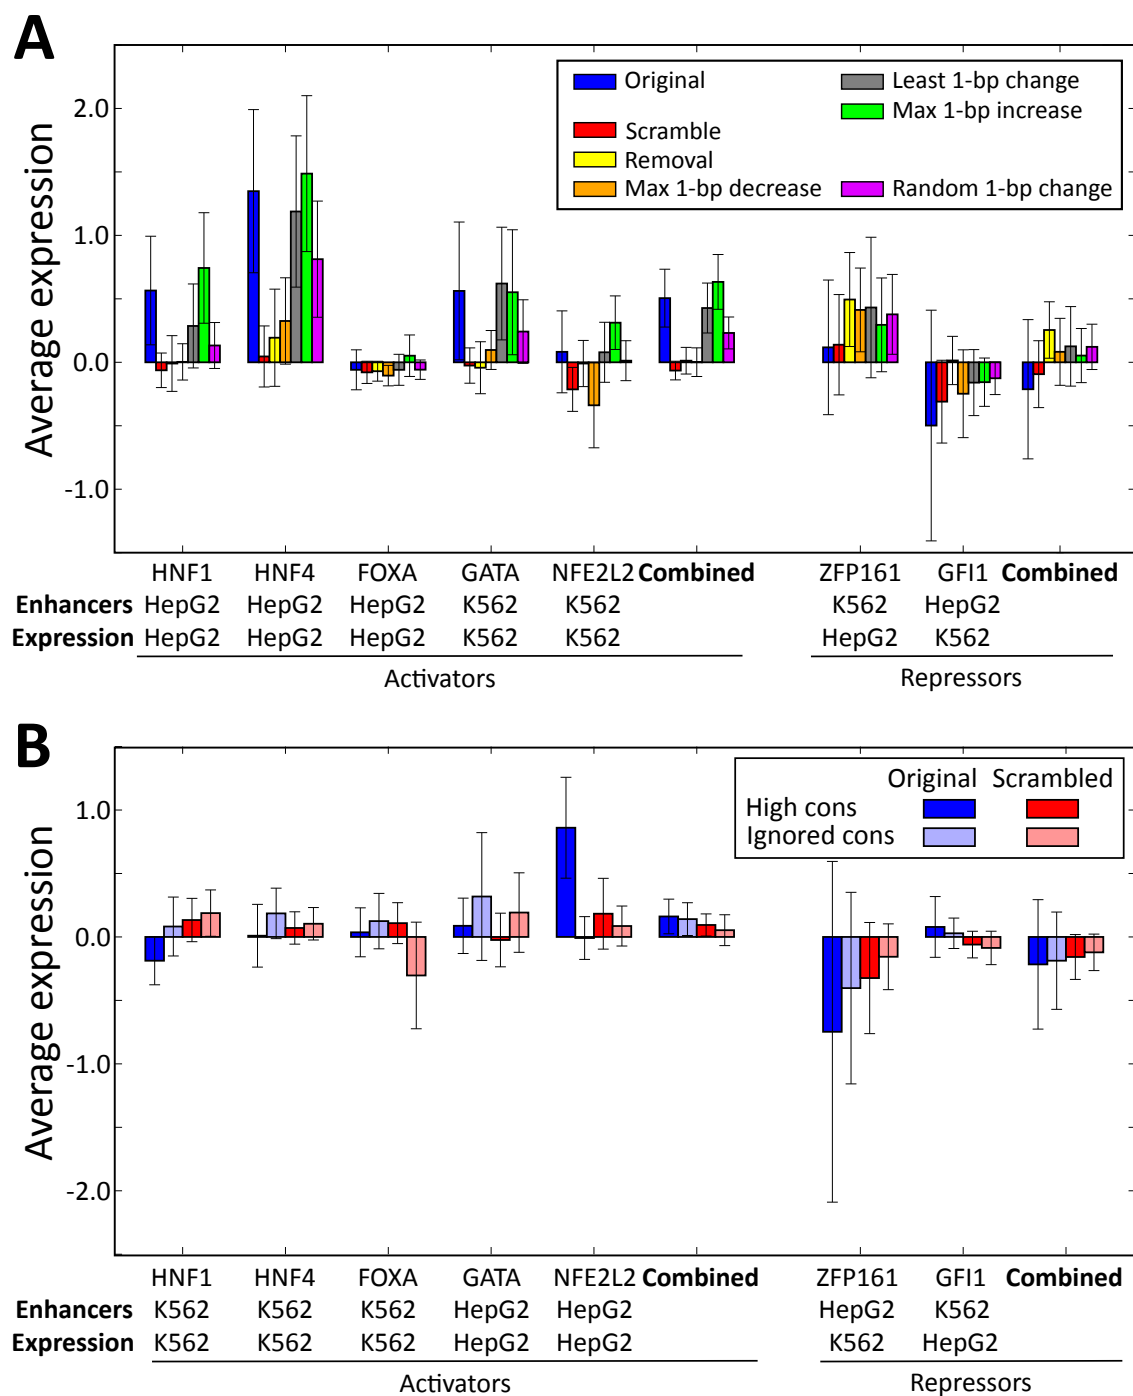 A
Average expression
2.0
1.0
0.0
-1.0
Original
Scramble
Removal
Max 1-bp decrease
Least 1-bp change
Max 1-bp increase
Random 1-bp change
HNF1 HNF4 FOXA GATA NFE2L2 Combined ZFP161 GFI1 Combined
Enhancers HepG2 HepG2 HepG2 K562 K562 K562 HepG2
Expression HepG2 HepG2 HepG2 K562 K562 HepG2 K562
Activators Repressors
B
Average expression
1.0
0.0
-1.0
-2.0
Original Scrambled
High cons
Ignored cons
HNF1 HNF4 FOXA GATA NFE2L2 Combined ZFP161 GFI1 Combined
Enhancers K562 K562 K562 HepG2 HepG2 HepG2 K562
Expression K562 K562 K562 HepG2 HepG2 K562 HepG2
Activators Repressors